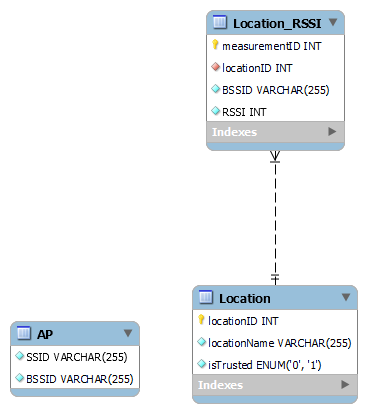 Location_RSSI
measurementID INT
locationID INT
BSSID VARCHAR(255)
RSSI INT
Indexes
Location
locationID INT
locationName VARCHAR(255)
isTrusted ENUM('0', '1')
Indexes
AP
SSID VARCHAR(255)
BSSID VARCHAR(255)